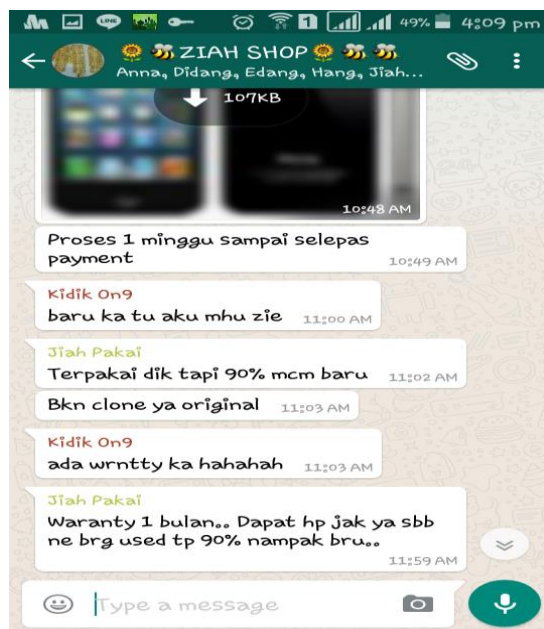 49% 4:09 pm
ZIAH SHOP
Anna, Didang, Edang, Hang, Jiah...
107KB
10:48 AM
Proses 1 minggu sampai selepas
payment
10:49 AM
Kidik On9
baru ka tu aku mhu zie 11:00 AM
Jiah Pakai
Terpakai dik tapi 90% mcm baru 11:02 AM
Bkn clone ya original 11:03 AM
Kidik On9
ada wrntty ka hahahah 11:03 AM
Jiah Pakai
Waranty 1 bulan.. Dapat hp jak ya sbb
ne brg used tp 90% nampak bru..
11:59 AM
Type a message